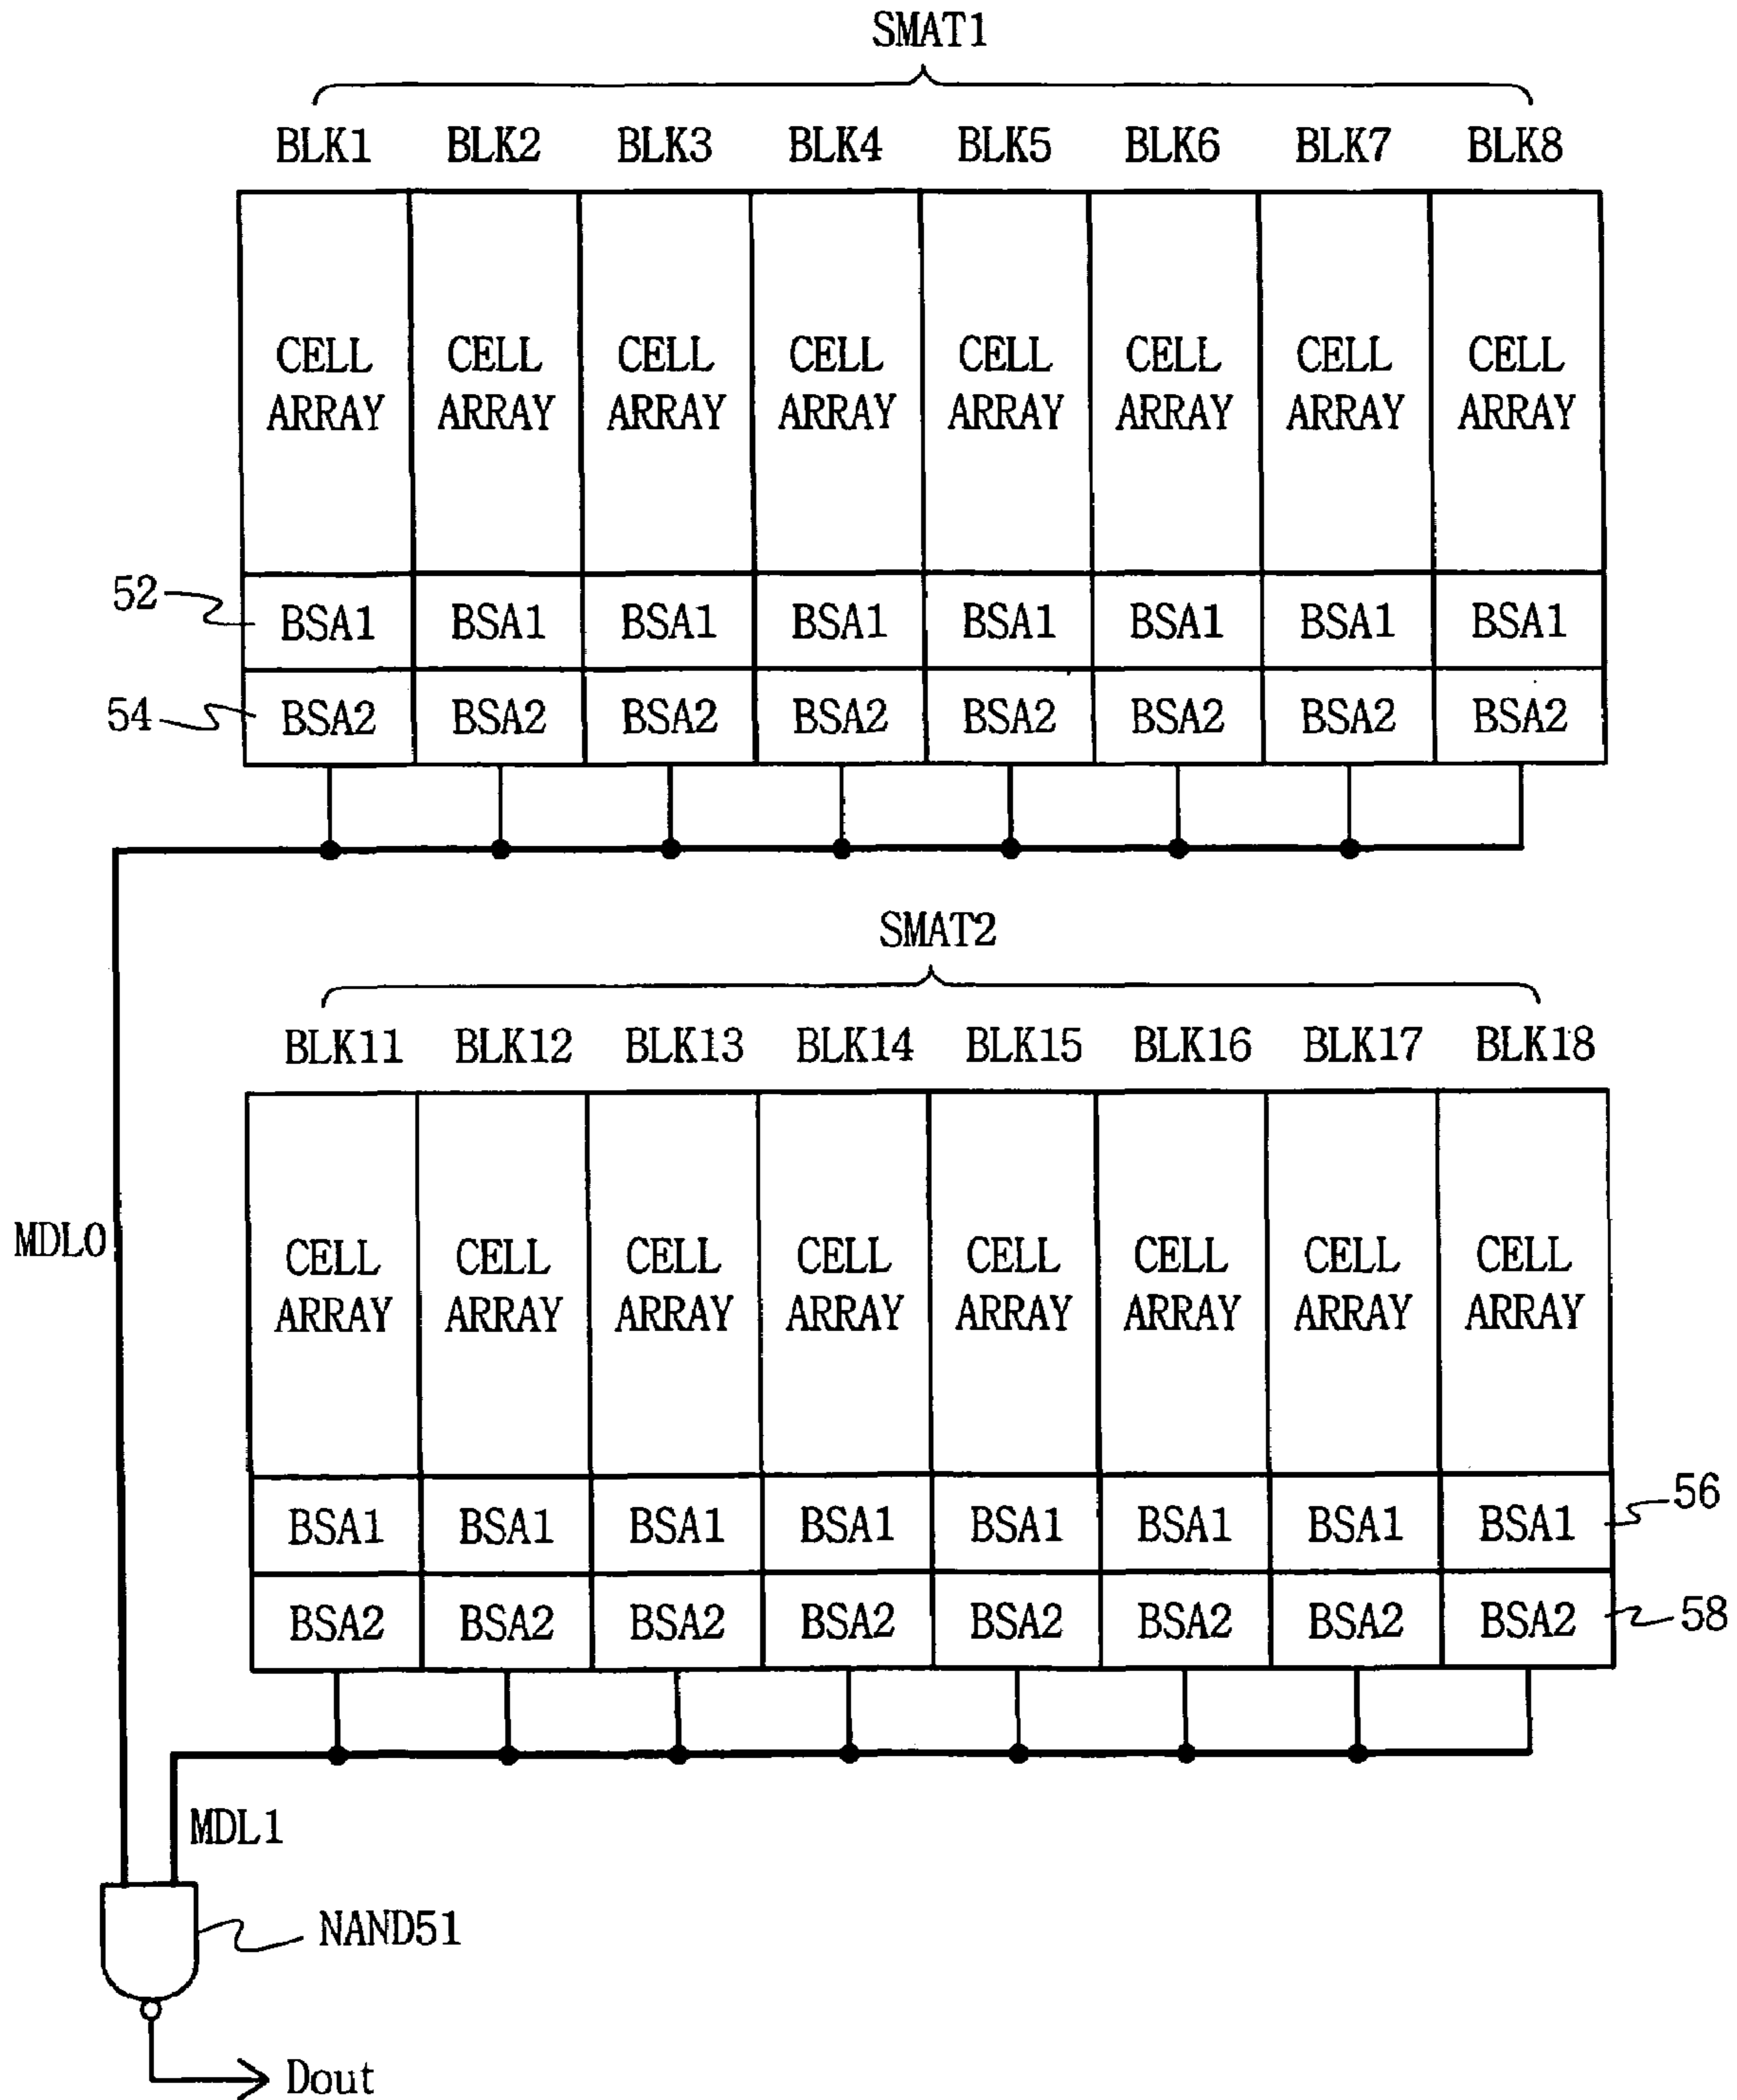 SMAT1
BLK1 BLK2 BLK3 BLK4 BLK5 BLK6 BLK7 BLK8
CELL CELL CELL CELL CELL CELL CELL CELL
ARRAY ARRAY ARRAY ARRAY ARRAY ARRAY ARRAY ARRAY
52 BSA1 BSA1 BSA1 BSA1 BSA1 BSA1 BSA1 BSA1
54 BSA2 BSA2 BSA2 BSA2 BSA2 BSA2 BSA2 BSA2
SMAT2
BLK11 BLK12 BLK13 BLK14 BLK15 BLK16 BLK17 BLK18
MDL0 CELL CELL CELL CELL CELL CELL CELL CELL
ARRAY ARRAY ARRAY ARRAY ARRAY ARRAY ARRAY ARRAY
BSA1 BSA1 BSA1 BSA1 BSA1 BSA1 BSA1 BSA1 56
BSA2 BSA2 BSA2 BSA2 BSA2 BSA2 BSA2 BSA2 58
MDL1
NAND51
Dout